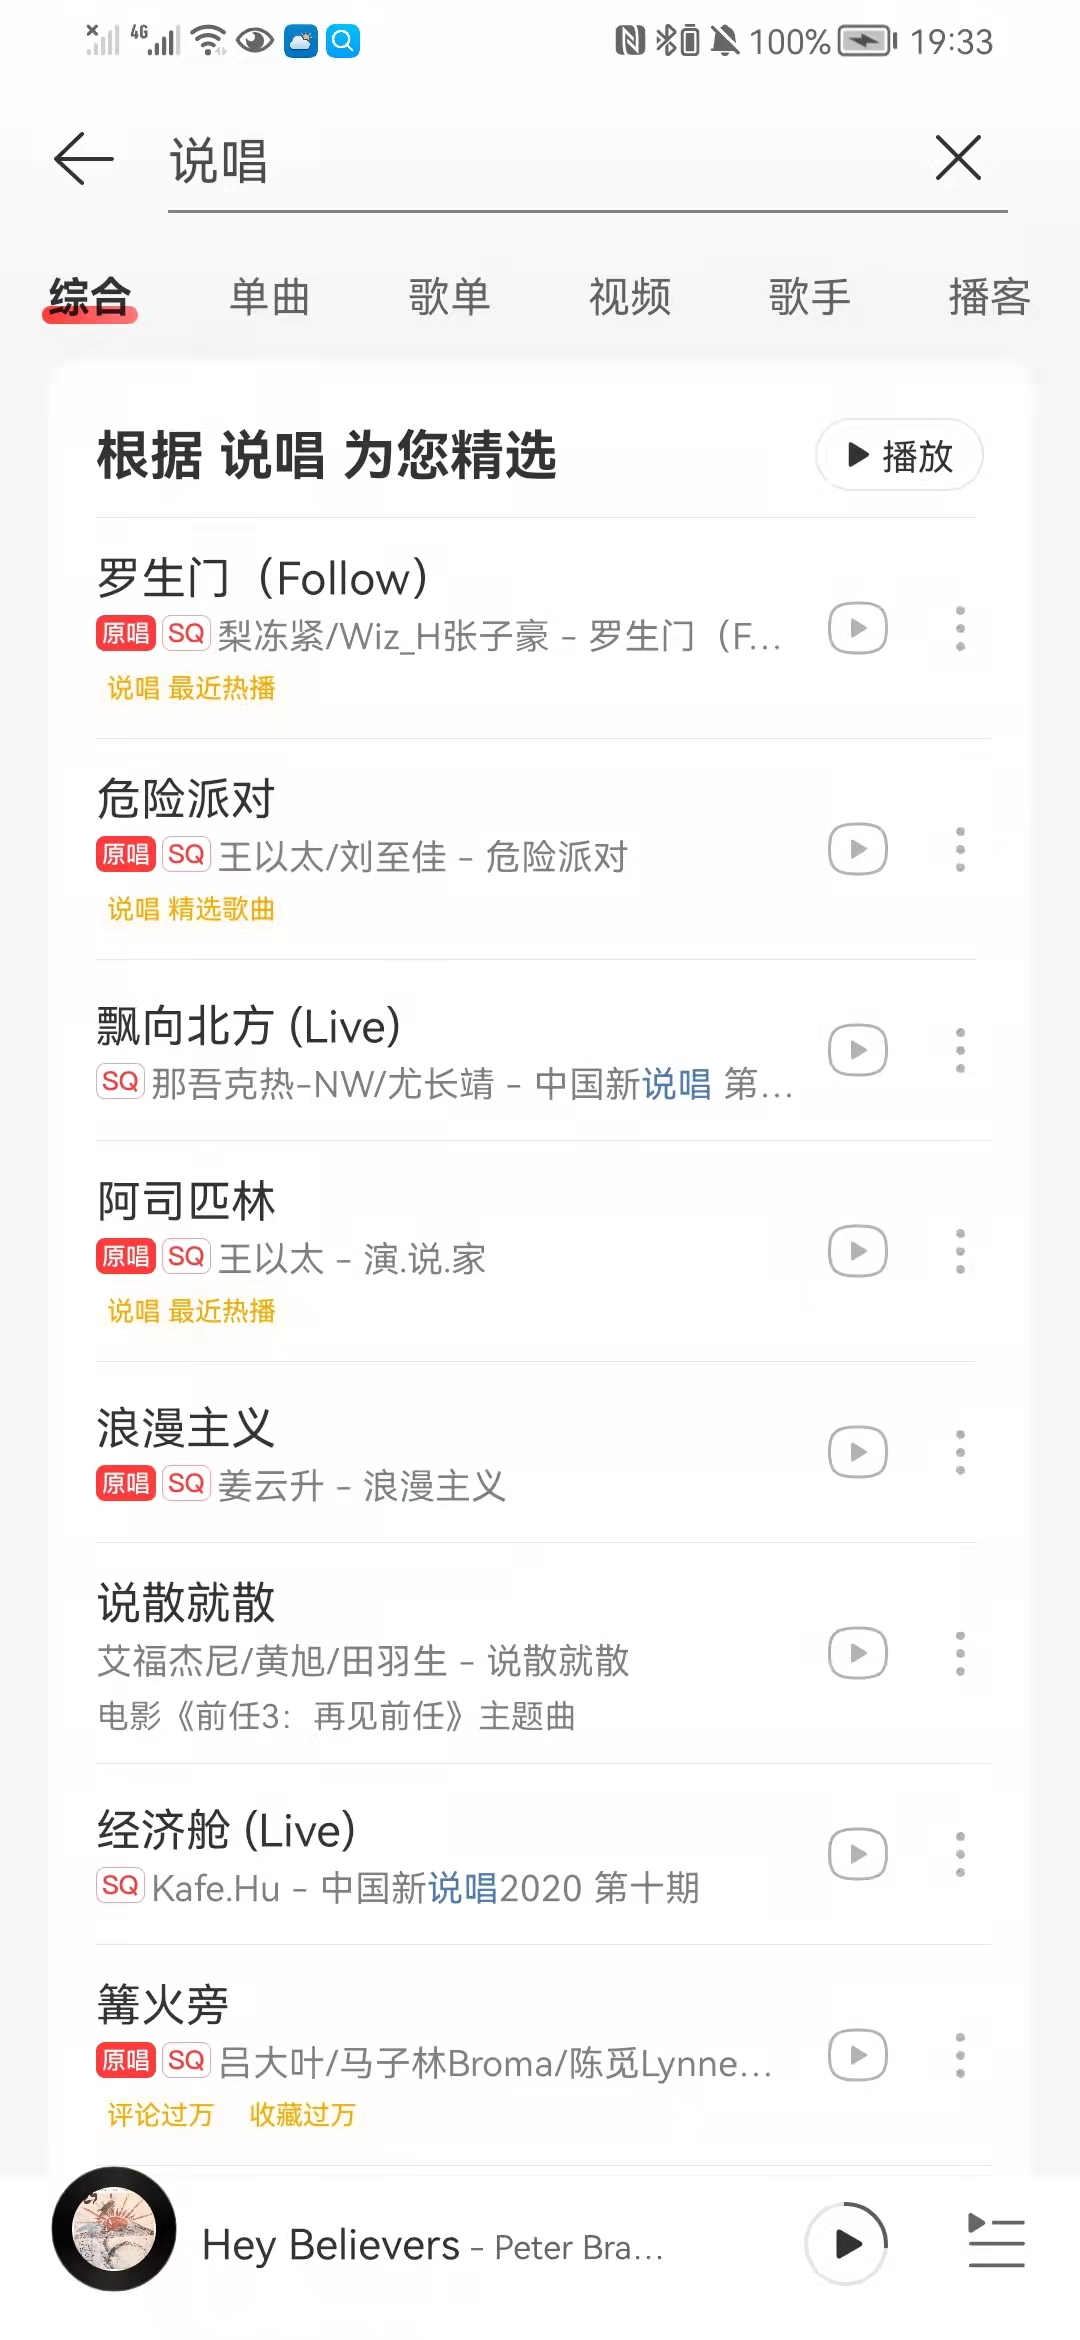 4G 100% 19:33
说唱
综合 单曲 歌单 视频 歌手 播客
根据 说唱 为您精选 播放
罗生门（Follow）
原唱 SQ 梨冻紧/Wiz_H张子豪 - 罗生门（F...
说唱 最近热播
危险派对
原唱 SQ 王以太/刘至佳 - 危险派对
说唱 精选歌曲
飘向北方 (Live)
SQ 那吾克热-NW/尤长靖 - 中国新说唱 第...
阿司匹林
原唱 SQ 王以太 - 演.说.家
说唱 最近热播
浪漫主义
原唱 SQ 姜云升 - 浪漫主义
说散就散
艾福杰尼/黄旭/田羽生 - 说散就散
电影《前任3：再见前任》主题曲
经济舱 (Live)
SQ Kafe.Hu - 中国新说唱2020 第十期
篝火旁
原唱 SQ 吕大叶/马子林Broma/陈觅Lynne...
评论过万 收藏过万
Hey Believers - Peter Bra...